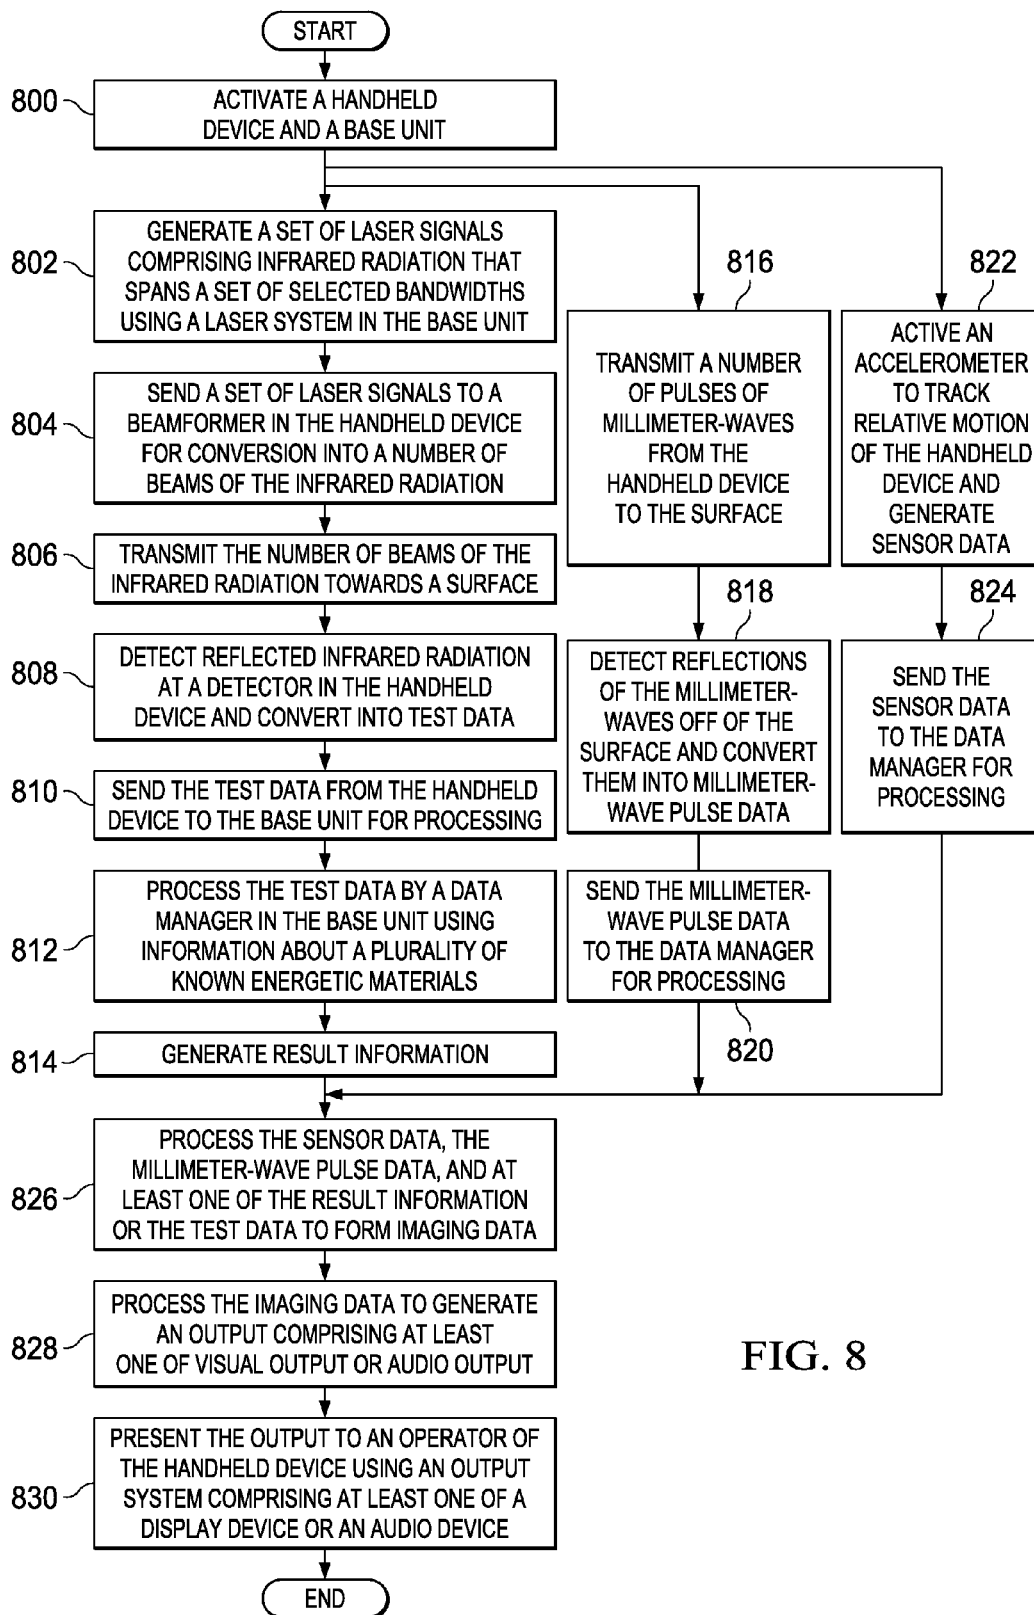 START
800
ACTIVATE A HANDHELD
DEVICE AND A BASE UNIT
802
GENERATE A SET OF LASER SIGNALS
COMPRISING INFRARED RADIATION THAT
SPANS A SET OF SELECTED BANDWIDTHS
USING A LASER SYSTEM IN THE BASE UNIT
804
SEND A SET OF LASER SIGNALS TO A
BEAMFORMER IN THE HANDHELD DEVICE
FOR CONVERSION INTO A NUMBER OF
BEAMS OF THE INFRARED RADIATION
806
TRANSMIT THE NUMBER OF BEAMS OF THE
INFRARED RADIATION TOWARDS A SURFACE
808
DETECT REFLECTED INFRARED RADIATION
AT A DETECTOR IN THE HANDHELD
DEVICE AND CONVERT INTO TEST DATA
810
SEND THE TEST DATA FROM THE HANDHELD
DEVICE TO THE BASE UNIT FOR PROCESSING
812
PROCESS THE TEST DATA BY A DATA
MANAGER IN THE BASE UNIT USING
INFORMATION ABOUT A PLURALITY OF
KNOWN ENERGETIC MATERIALS
814
GENERATE RESULT INFORMATION
816
TRANSMIT A NUMBER
OF PULSES OF
MILLIMETER-WAVES
FROM THE
HANDHELD DEVICE
TO THE SURFACE
818
DETECT REFLECTIONS
OF THE MILLIMETER-
WAVES OFF OF THE
SURFACE AND CONVERT
THEM INTO MILLIMETER-
WAVE PULSE DATA
SEND THE MILLIMETER-
WAVE PULSE DATA
TO THE DATA MANAGER
FOR PROCESSING
820
822
ACTIVE AN
ACCELEROMETER
TO TRACK
RELATIVE MOTION
OF THE HANDHELD
DEVICE AND
GENERATE
SENSOR DATA
824
SEND THE
SENSOR DATA
TO THE DATA
MANAGER FOR
PROCESSING
826
PROCESS THE SENSOR DATA, THE
MILLIMETER-WAVE PULSE DATA, AND AT
LEAST ONE OF THE RESULT INFORMATION
OR THE TEST DATA TO FORM IMAGING DATA
828
PROCESS THE IMAGING DATA TO GENERATE
AN OUTPUT COMPRISING AT LEAST
ONE OF VISUAL OUTPUT OR AUDIO OUTPUT
830
PRESENT THE OUTPUT TO AN OPERATOR OF
THE HANDHELD DEVICE USING AN OUTPUT
SYSTEM COMPRISING AT LEAST ONE OF A
DISPLAY DEVICE OR AN AUDIO DEVICE
END
FIG. 8